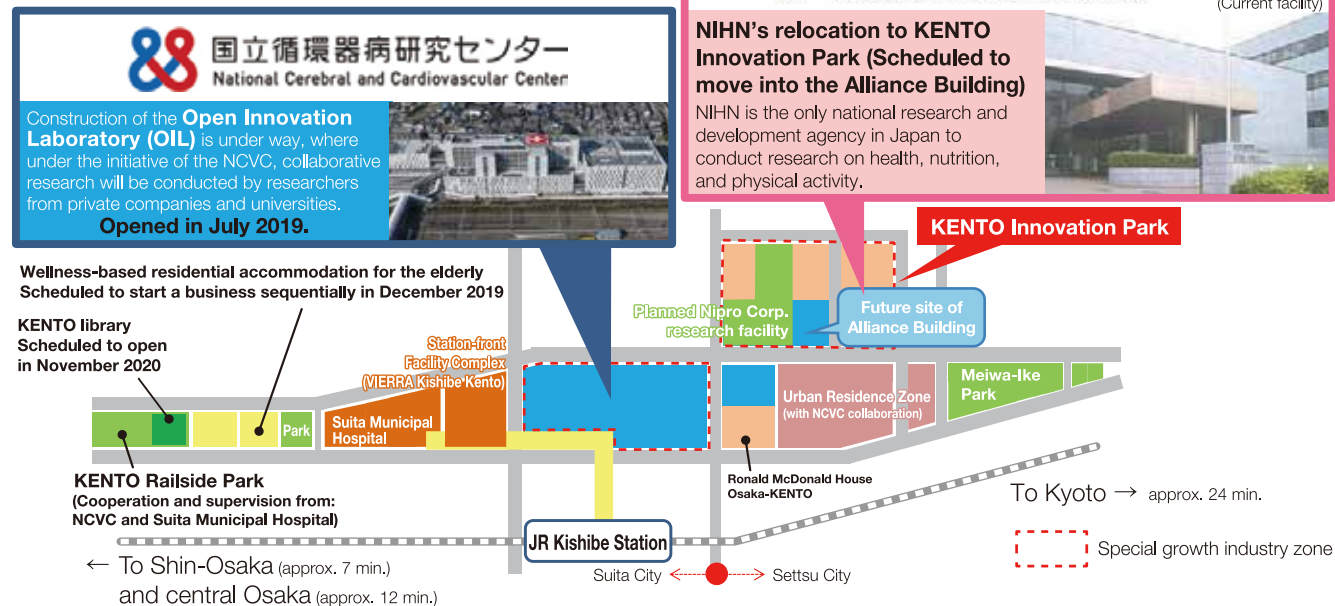 国立循環器病研究センター
National Cerebral and Cardiovascular Center
Construction of the Open Innovation
Laboratory (OIL) is under way, where
under the initiative of the NCVC, collaborative
research will be conducted by researchers
from private companies and universities.
Opened in July 2019.
(Current facility)
NIHN's relocation to KENTO
Innovation Park (Scheduled to
move into the Alliance Building)
NIHN is the only national research and
development agency in Japan to
conduct research on health, nutrition,
and physical activity.
KENTO Innovation Park
Wellness-based residential accommodation for the elderly
Scheduled to start a business sequentially in December 2019
KENTO library
Scheduled to open
in November 2020
Station-front
Facility Complex
(VIERRA Kishibe Kento)
Planned Nipro Corp.
research facility
Future site of
Alliance Building
Park
Suita Municipal
Hospital
Urban Residence Zone
(with NCVC collaboration)
Meiwa-Ike
Park
KENTO Railside Park
(Cooperation and supervision from:
NCVC and Suita Municipal Hospital)
Ronald McDonald House
Osaka-KENTO
To Kyoto → approx. 24 min.
JR Kishibe Station
Special growth industry zone
← To Shin-Osaka (approx. 7 min.)
and central Osaka (approx. 12 min.)
Suita City
Settsu City